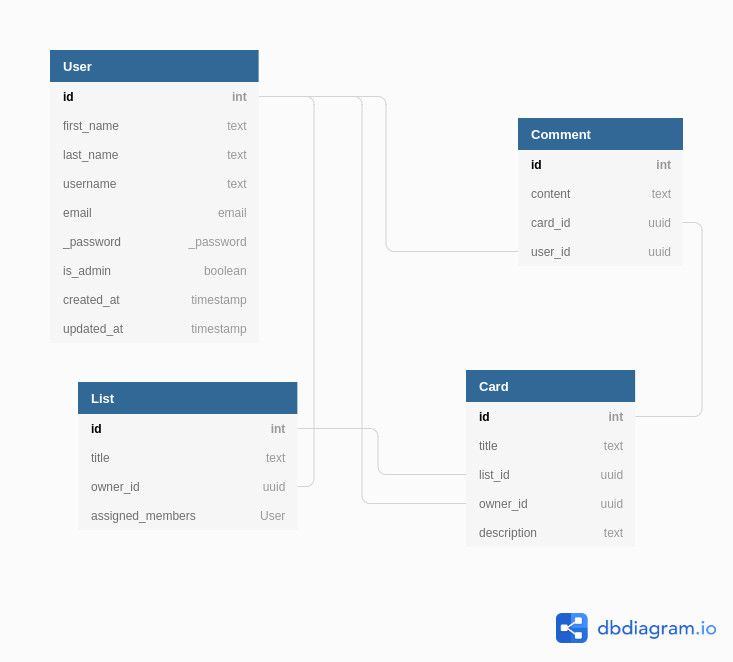 User
id int
first_name text
last_name text
username text
email email
_password _password
is_admin boolean
created_at timestamp
updated_at timestamp
Comment
id int
content text
card_id uuid
user_id uuid
List
id int
title text
owner_id uuid
assigned_members User
Card
id int
title text
list_id uuid
owner_id uuid
description text
dbdiagram.io